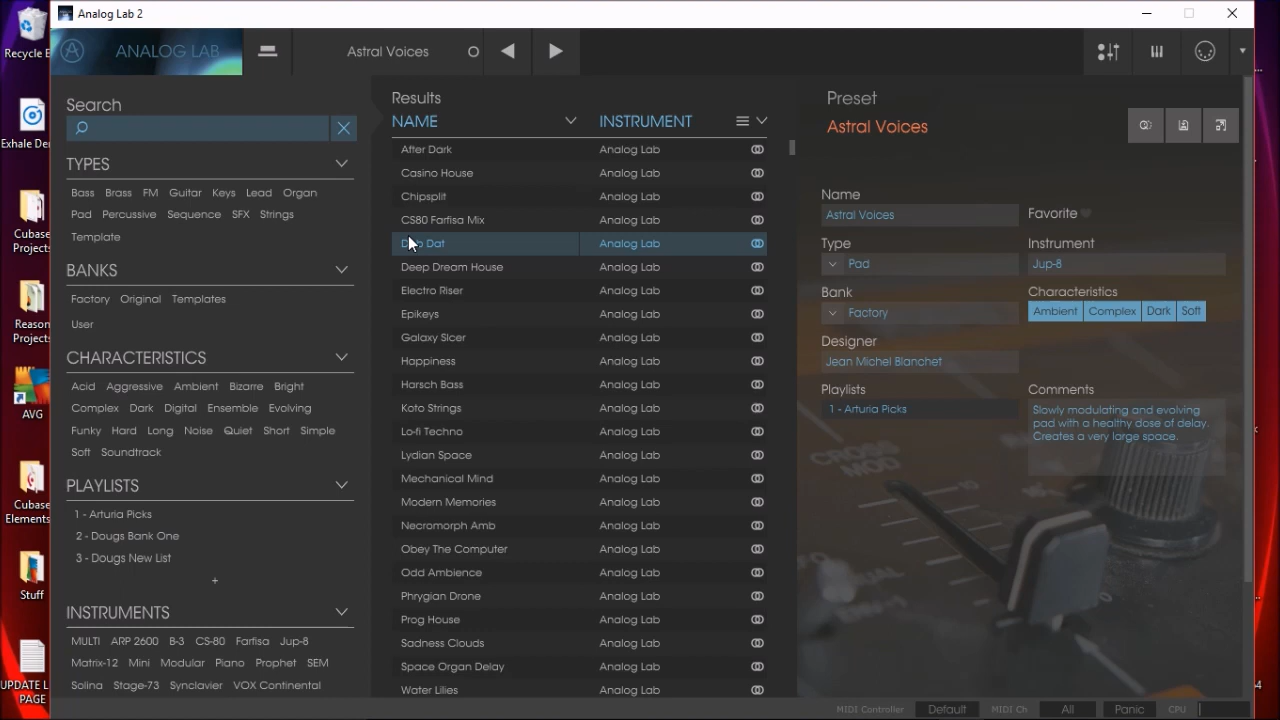 Analog Lab 2
Recycle B
Exhale De
Cubase
Projects
Reason
Projects
AVG
Cubase
Elements
Stuff
UPDATE L
PAGE
ANALOG LAB
Astral Voices
Search
TYPES
Bass Brass FM Guitar Keys Lead Organ
Pad Percussive Sequence SFX Strings
Template
BANKS
Factory Original Templates
User
CHARACTERISTICS
Acid Aggressive Ambient Bizarre Bright
Complex Dark Digital Ensemble Evolving
Funky Hard Long Noise Quiet Short Simple
Soft Soundtrack
PLAYLISTS
1 - Arturia Picks
2 - Dougs Bank One
3 - Dougs New List
+
INSTRUMENTS
MULTI ARP 2600 B-3 CS-80 Farfisa Jup-8
Matrix-12 Mini Modular Piano Prophet SEM
Solina Stage-73 Synclavier VOX Continental
Results
NAME INSTRUMENT
After Dark Analog Lab
Casino House Analog Lab
Chipsplit Analog Lab
CS80 Farfisa Mix Analog Lab
Dat Analog Lab
Deep Dream House Analog Lab
Electro Riser Analog Lab
Epikeys Analog Lab
Galaxy Slcer Analog Lab
Happiness Analog Lab
Harsch Bass Analog Lab
Koto Strings Analog Lab
Lo-fi Techno Analog Lab
Lydian Space Analog Lab
Mechanical Mind Analog Lab
Modern Memories Analog Lab
Necromorph Amb Analog Lab
Obey The Computer Analog Lab
Odd Ambience Analog Lab
Phrygian Drone Analog Lab
Prog House Analog Lab
Sadness Clouds Analog Lab
Space Organ Delay Analog Lab
Water Lilies Analog Lab
Preset
Astral Voices
Name
Astral Voices
Favorite
Type
Pad
Instrument
Jup-8
Bank
Factory
Characteristics
Ambient Complex Dark Soft
Designer
Jean Michel Blanchet
Playlists
1 - Arturia Picks
Comments
Slowly modulating and evolving
pad with a healthy dose of delay.
Creates a very large space.
CROSS
MOD
MIDI Controller Default MIDI Ch All Panic CPU